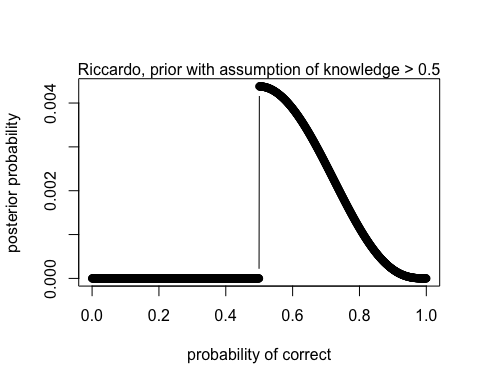 Riccardo, prior with assumption of knowledge > 0.5
posterior probability
0.004
0.002
0.000
0.0 0.2 0.4 0.6 0.8 1.0
probability of correct